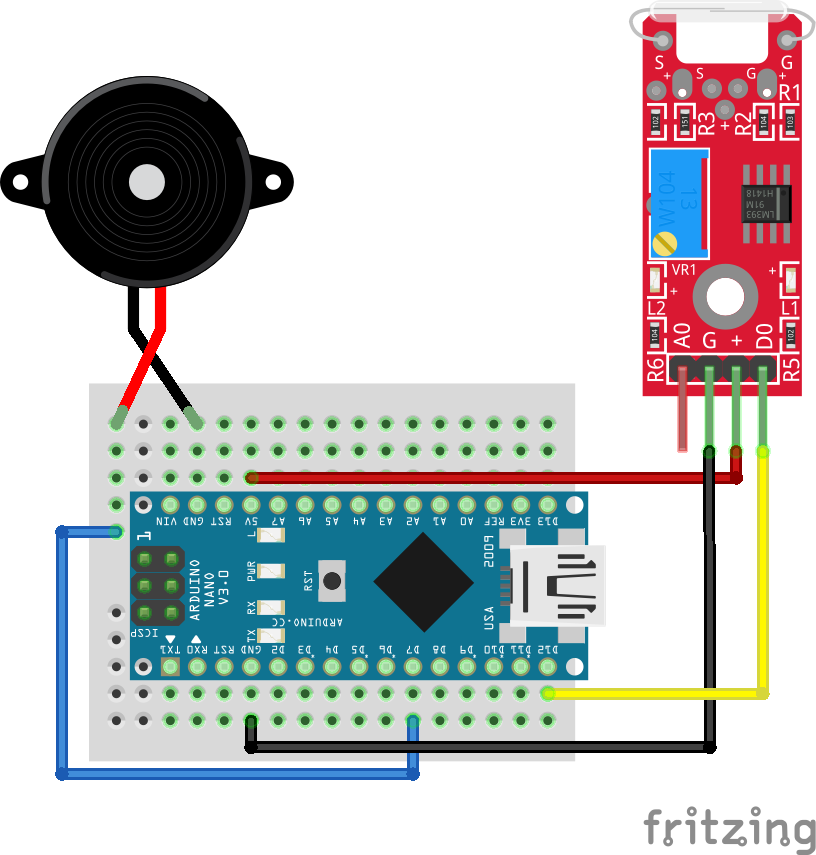 S G
+ S G +
R1
102 151 R3 + R2 104 103
W104
13
LM393
91M
H1418
VR1
+ +
L2 L1
104 102
R6 A0 G + D0 R5
VIN GND RST 5V A7 A6 A5 A4 A3 A2 A1 A0 REF 3V3 D13
1
L
PWR
RX
TX
RST
ARDUINO
NANO
V3.0
ARDUINO.CC
2009
USA
ICSP
TX1 RX0 RST GND D2 D3 D4 D5 D6 D7 D8 D9 D10 D11 D12
fritzing